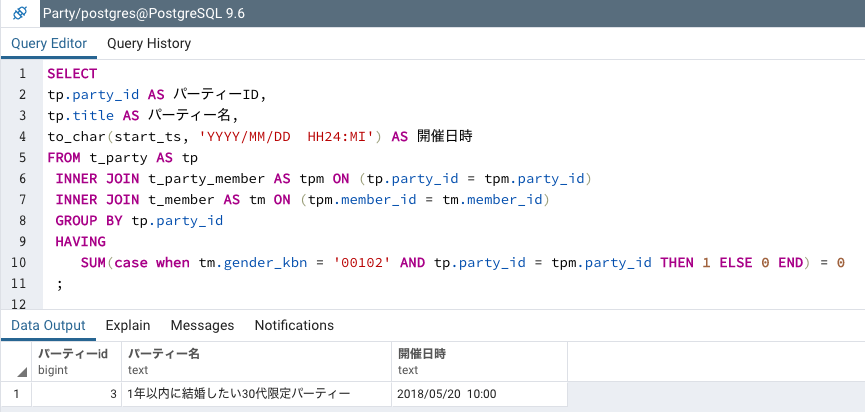 Party/postgres@PostgreSQL 9.6
Query Editor Query History
1 SELECT
2 tp.party_id AS パーティーID,
3 tp.title AS パーティー名,
4 to_char(start_ts, 'YYYY/MM/DD  HH24:MI') AS 開催日時
5 FROM t_party AS tp
6  INNER JOIN t_party_member AS tpm ON (tp.party_id = tpm.party_id)
7  INNER JOIN t_member AS tm ON (tpm.member_id = tm.member_id)
8  GROUP BY tp.party_id
9  HAVING
10     SUM(case when tm.gender_kbn = '00102' AND tp.party_id = tpm.party_id THEN 1 ELSE 0 END) = 0
11  ;
12
Data Output Explain Messages Notifications
パーティーid パーティー名 開催日時
bigint text text
1 3 1年以内に結婚したい30代限定パーティー 2018/05/20  10:00